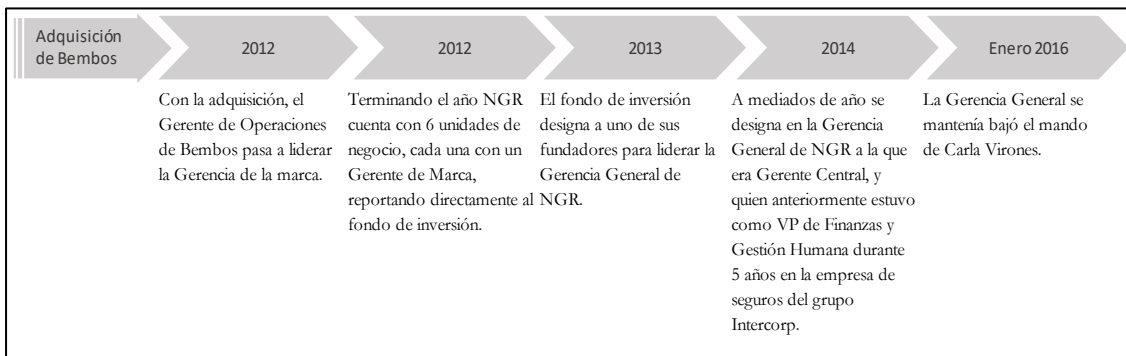 Adquisición
de Bembos
2012
2012
2013
2014
Enero 2016
Con la adquisición, el
Gerente de Operaciones
de Bembos pasa a liderar
la Gerencia de la marca.
Terminando el año NGR
cuenta con 6 unidades de
negocio, cada una con un
Gerente de Marca,
reportando directamente al
fondo de inversión.
El fondo de inversión
designa a uno de sus
fundadores para liderar la
Gerencia General de
NGR.
A mediados de año se
designa en la Gerencia
General de NGR a la que
era Gerente Central, y
quien anteriormente estuvo
como VP de Finanzas y
Gestión Humana durante
5 años en la empresa de
seguros del grupo
Intercorp.
La Gerencia General se
mantenía bajó el mando
de Carla Virones.